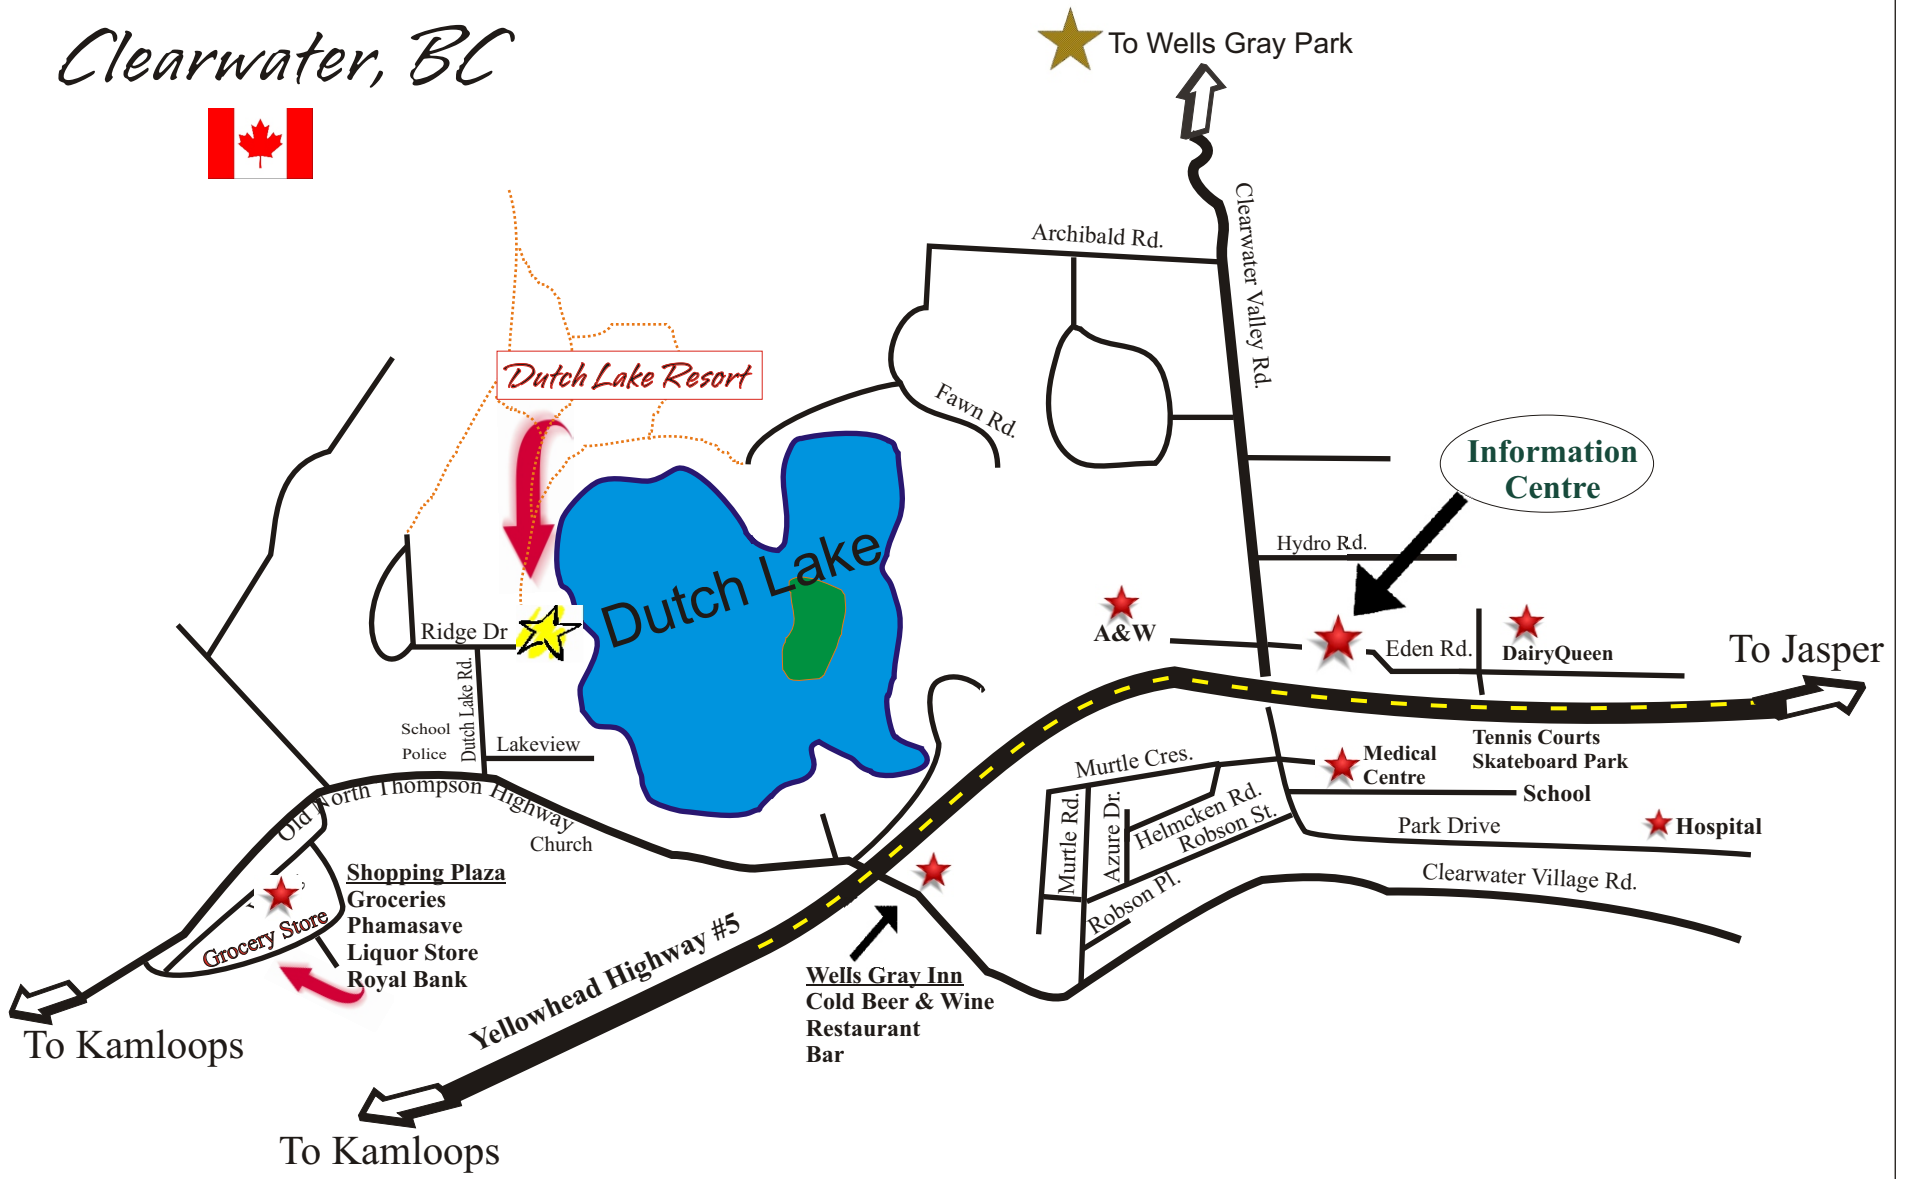 Clearwater, BC
To Wells Gray Park
Clearwater Valley Rd.
Archibald Rd.
Dutch Lake Resort
Fawn Rd.
Information
Centre
Hydro Rd.
Dutch Lake
A&W
Ridge Dr
Eden Rd.
DairyQueen
To Jasper
Dutch Lake Rd.
School
Police
Lakeview
Tennis Courts
Skateboard Park
Murtle Cres.
Medical
Centre
School
Old North Thompson Highway
Church
Murtle Rd.
Azure Dr.
Helmcken Rd.
Robson St.
Park Drive
Hospital
Shopping Plaza
Groceries
Phamasave
Liquor Store
Royal Bank
Grocery Store
Clearwater Village Rd.
Robson Pl.
Yellowhead Highway #5
Wells Gray Inn
Cold Beer & Wine
Restaurant
Bar
To Kamloops
To Kamloops